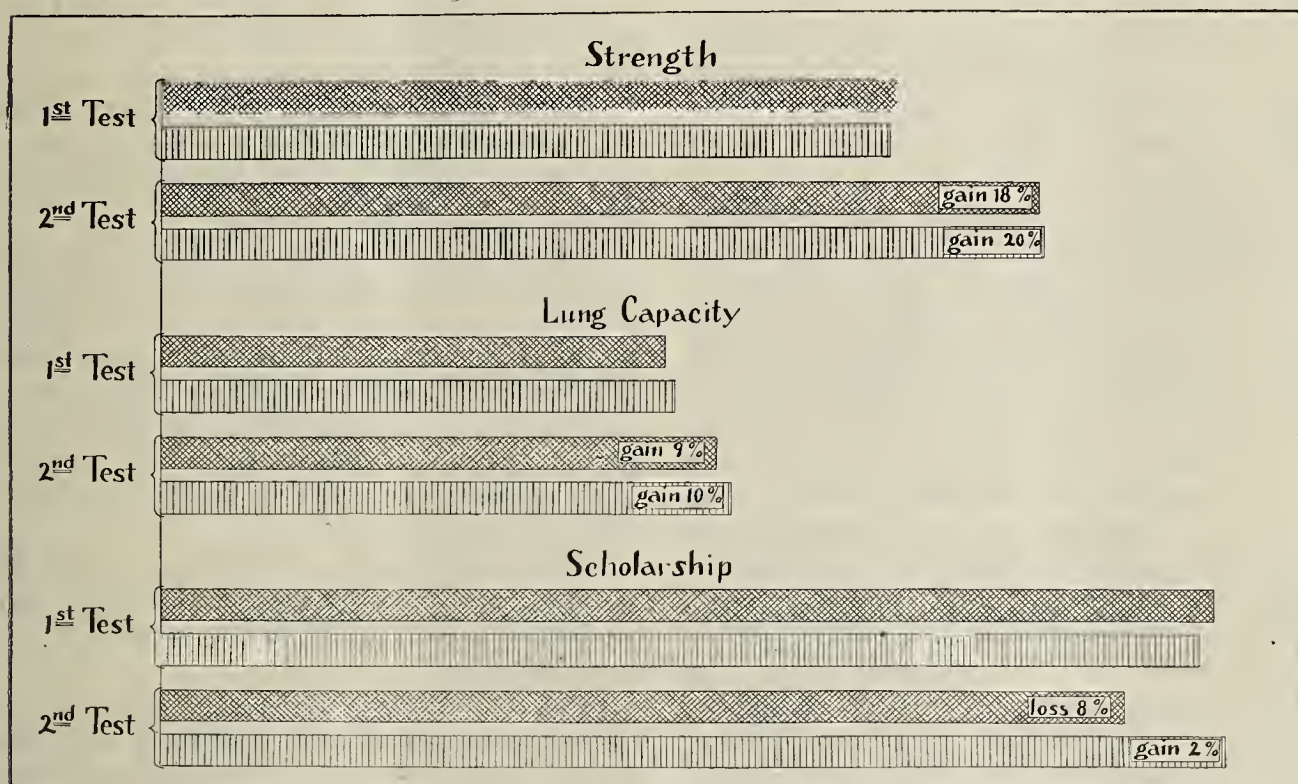 Strength
1st Test
2nd Test
gain 18%
gain 20%
Lung Capacity
1st Test
2nd Test
gain 9%
gain 10%
Scholarship
1st Test
2nd Test
loss 8%
gain 2%